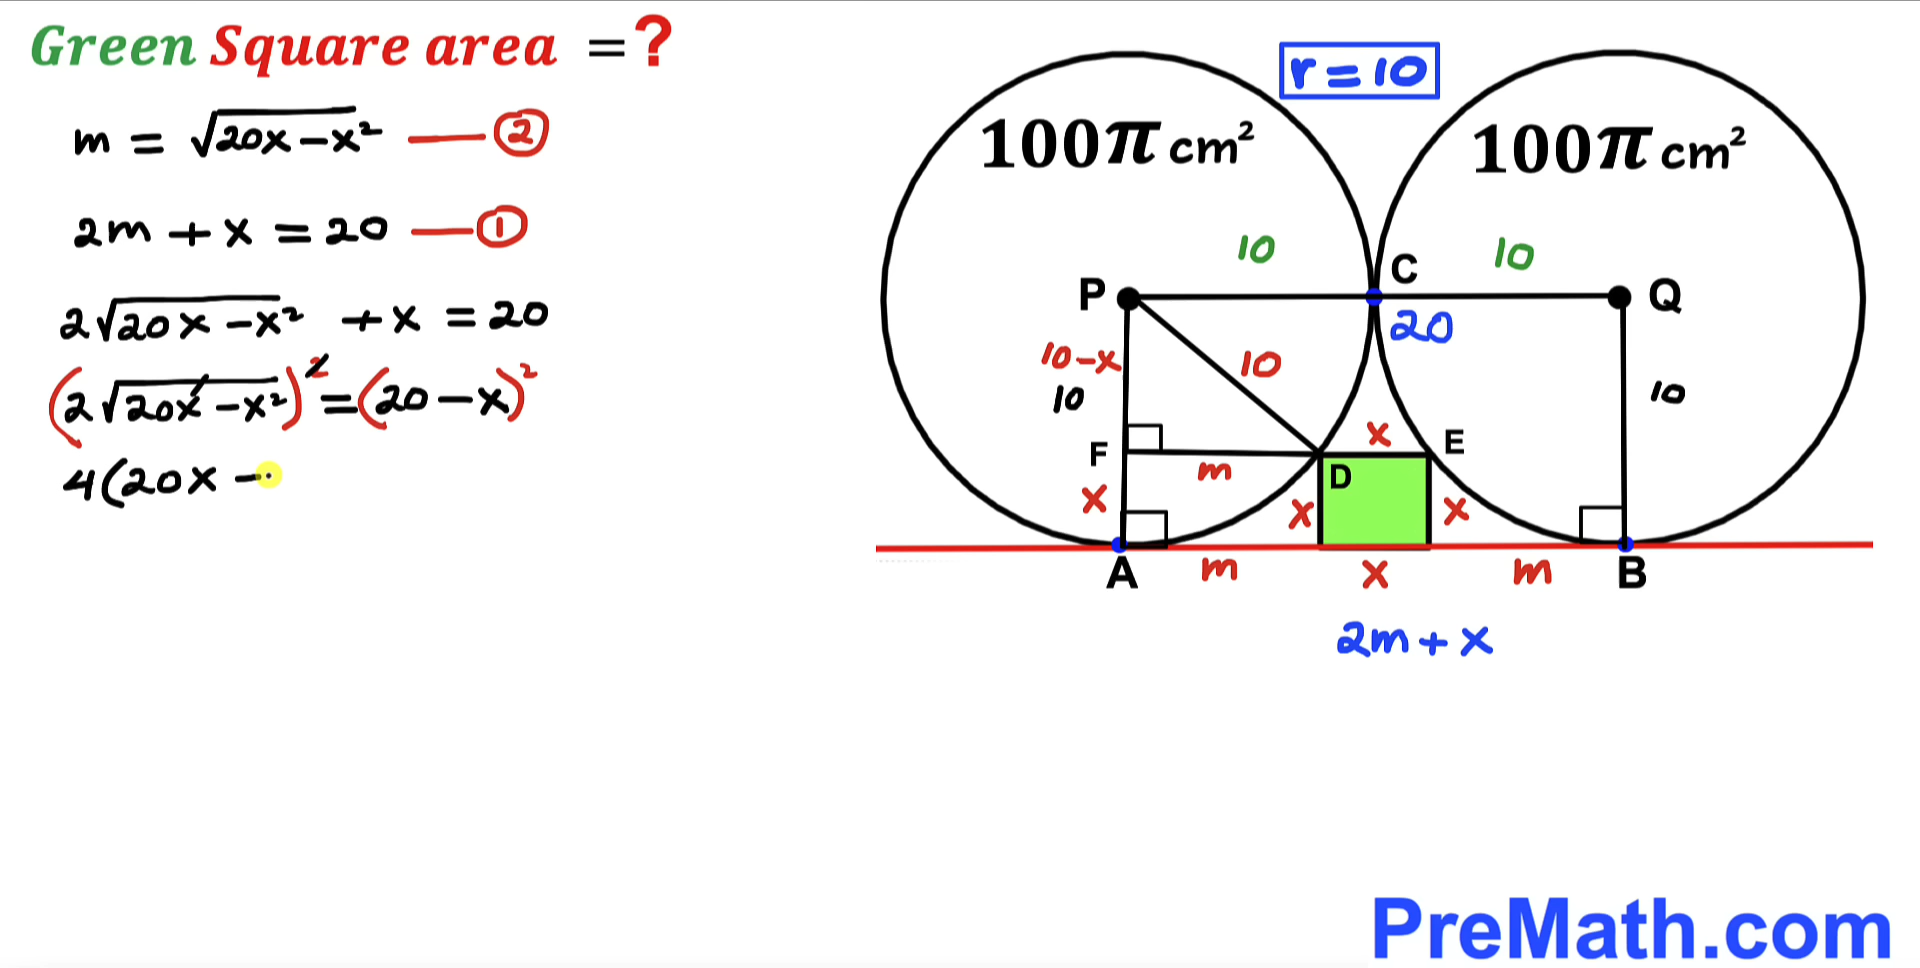 Green Square area = ?
m = √20x - x² — ②
2m + x = 20 — ①
2√20x - x² + x = 20
(2√20x - x²)² = (20 - x)²
4(20x -
r = 10
100π cm²
100π cm²
10
C
10
P
Q
20
10-x
10
10
10
F
m
x
E
D
x
x
x
A
m
x
m
B
2m + x
PreMath.com